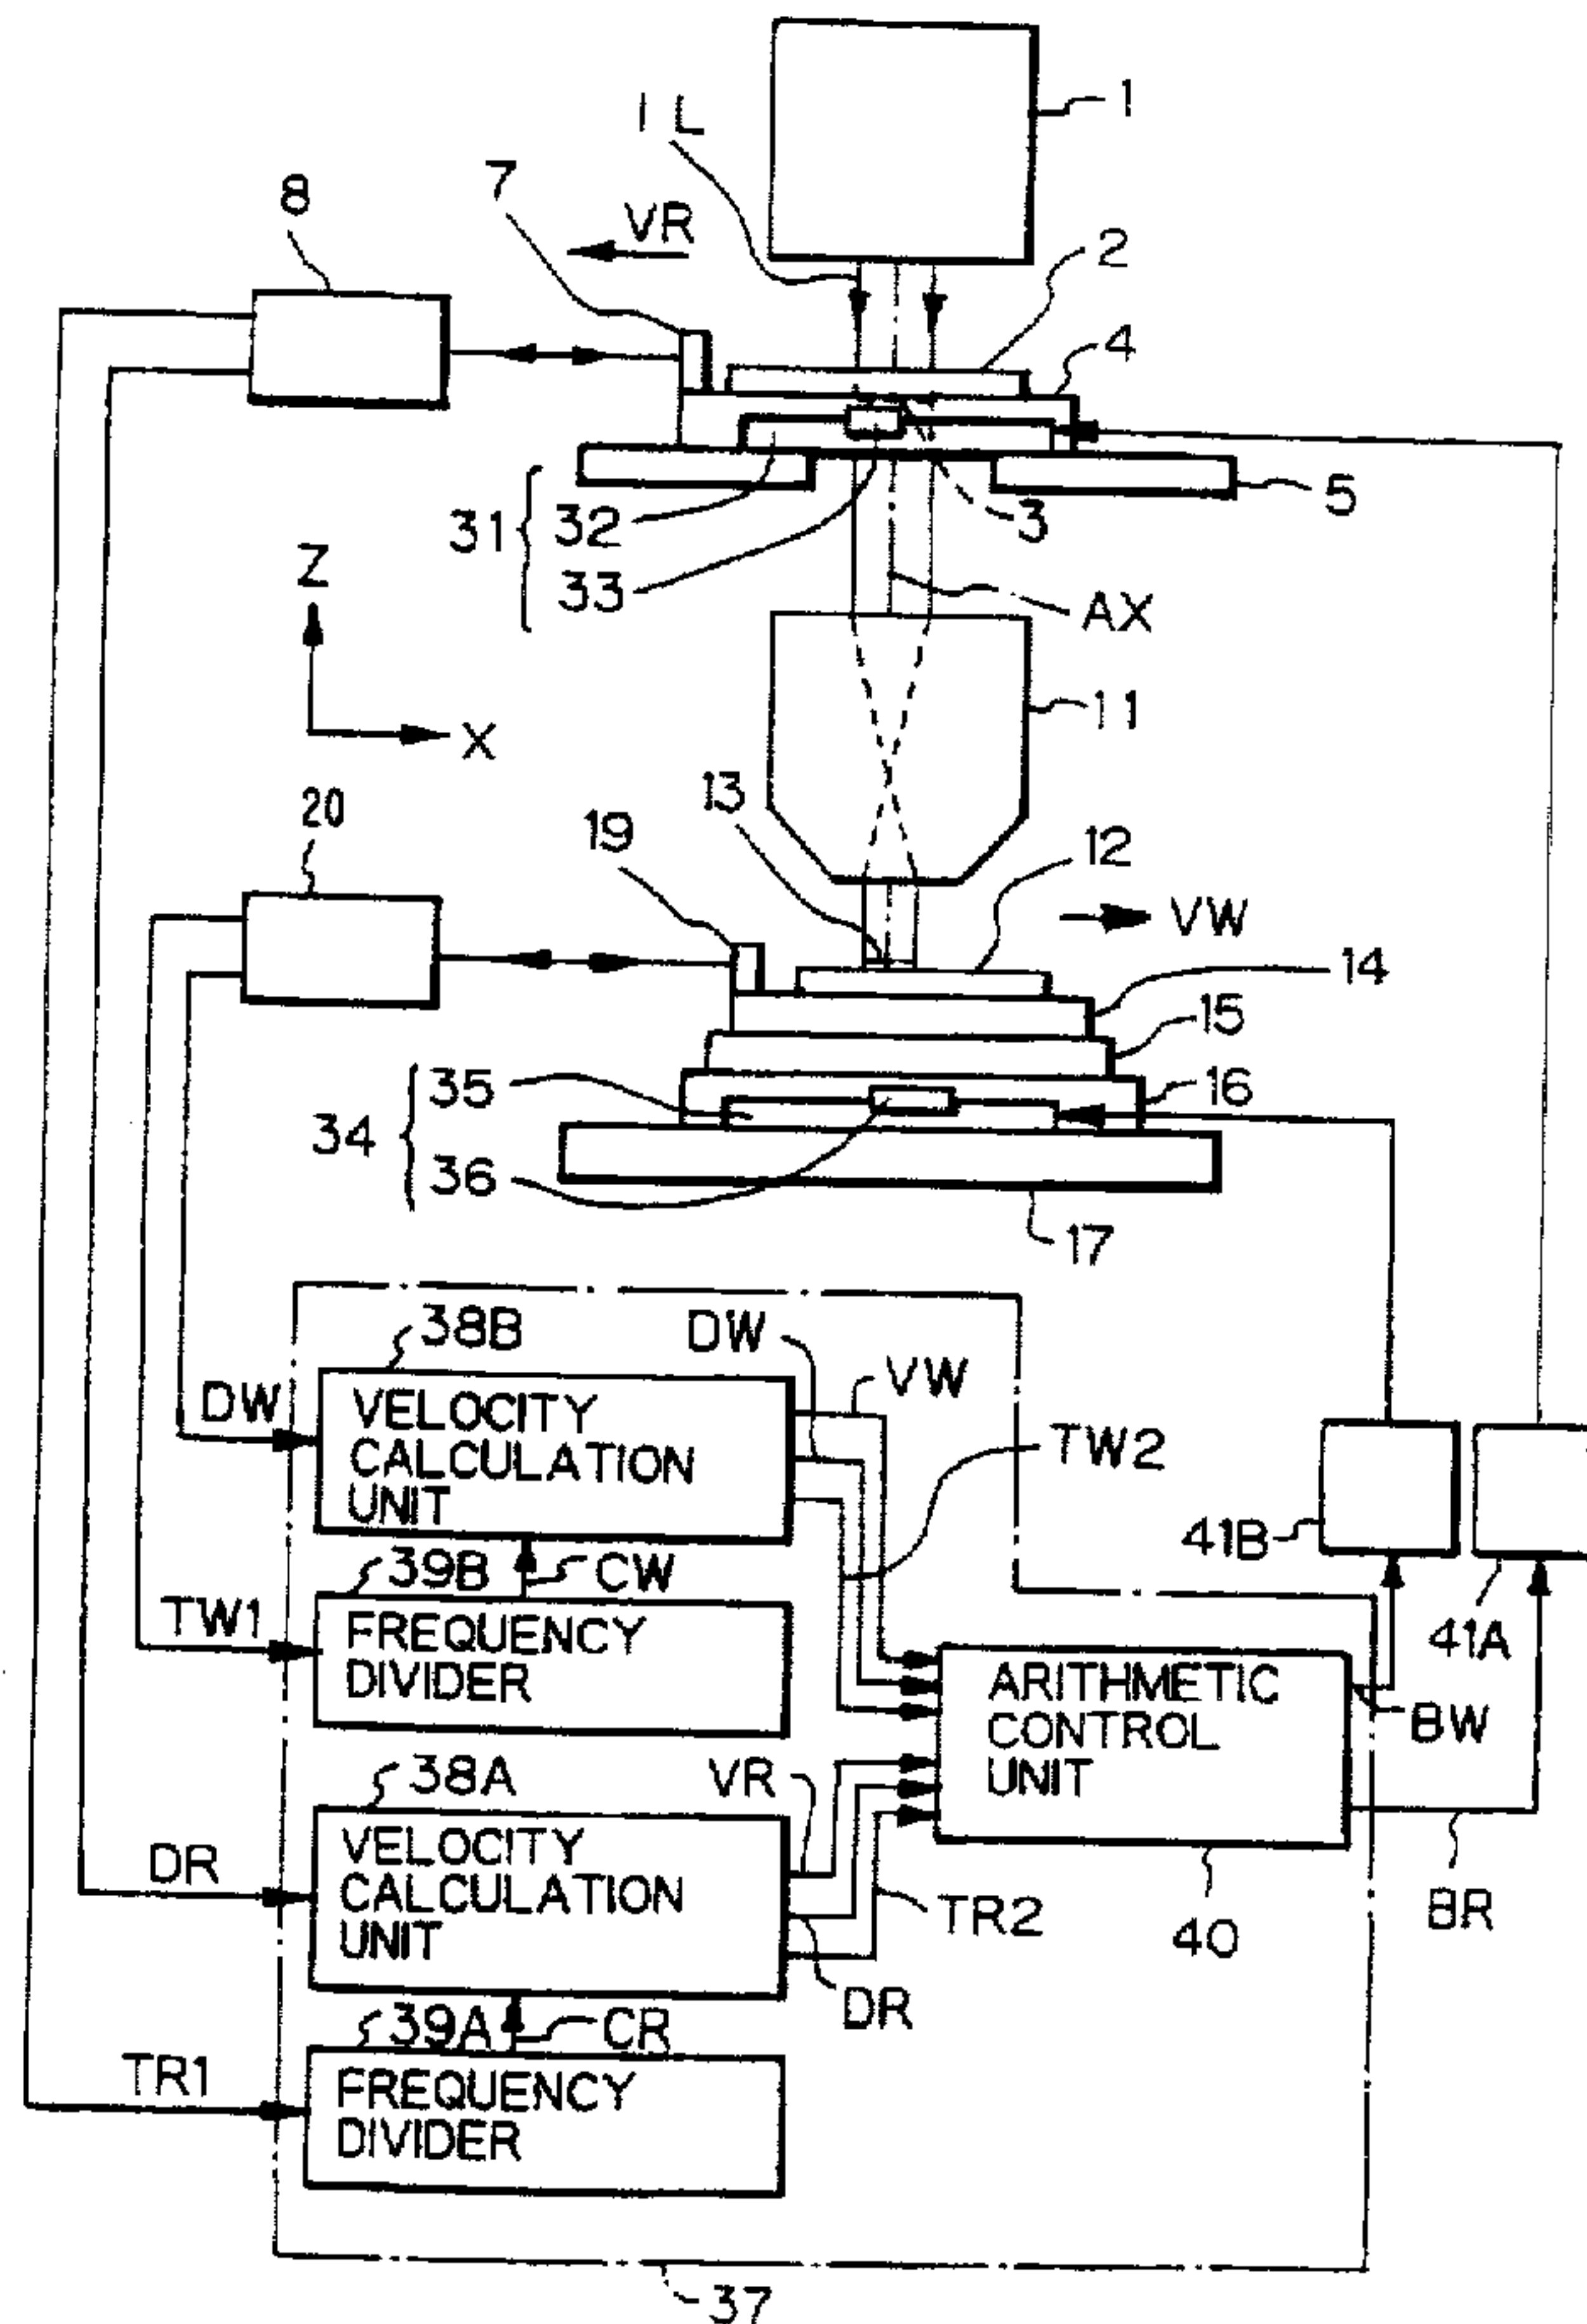 1
IL
7
8
VR
2
4
5
31
32
3
33
Z
AX
X
11
13
20
19
12
VW
14
15
35
16
34
36
17
38B
DW
VW
DW
VELOCITY
CALCULATION
UNIT
TW2
41B
39B
CW
TW1
FREQUENCY
DIVIDER
41A
ARITHMETIC
CONTROL
UNIT
BW
38A
VR
DR
VELOCITY
CALCULATION
UNIT
TR2
40
BR
DR
39A
CR
TR1
FREQUENCY
DIVIDER
37